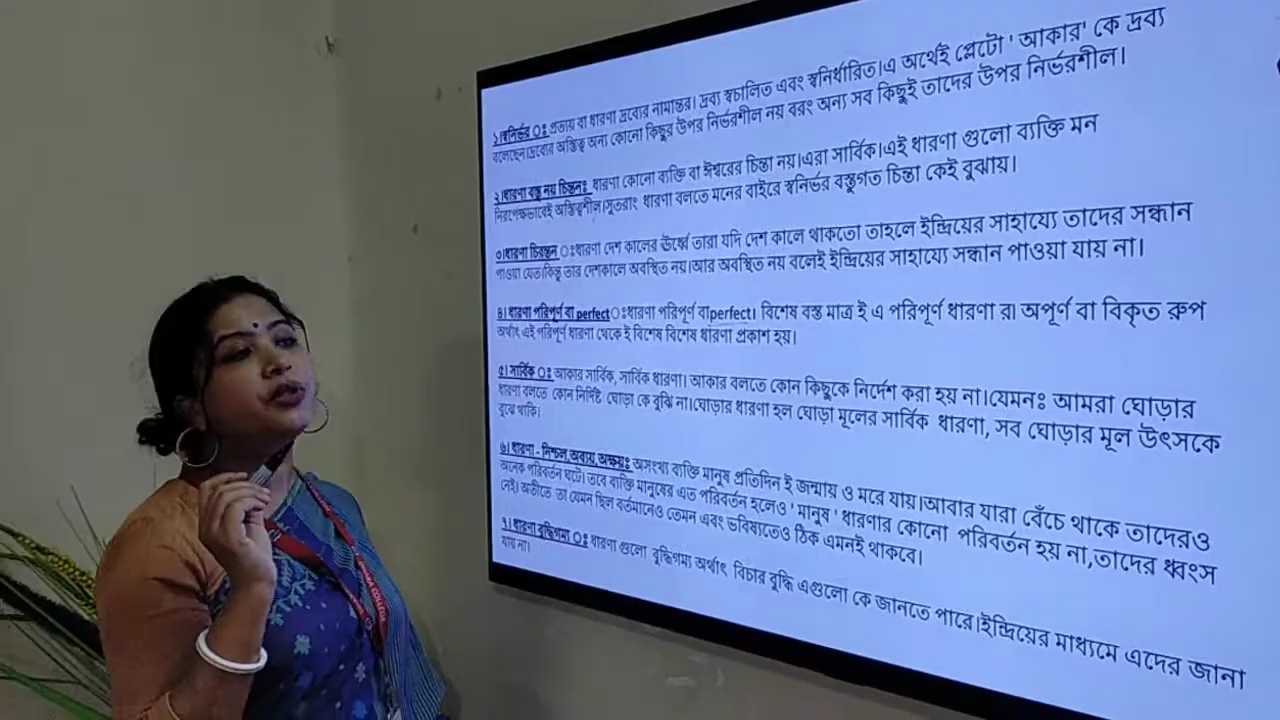 ১।স্বনির্ভর ঃ প্রত্যয় বা ধারণা দ্রব্যের নামান্তর। দ্রব্য স্বচালিত এবং স্বনির্ধারিত।এ অর্থেই প্লেটো ' আকার' কে দ্রব্য
বলেছেন।দ্রব্যের অস্তিত্ব অন্য কোনো কিছুর উপর নির্ভরশীল নয় বরং অন্য সব কিছুই তাদের উপর নির্ভরশীল।
২।ধারণা বস্তু নয় চিন্তনঃ ধারণা কোনো ব্যক্তি বা ঈশ্বরের চিন্তা নয়।এরা সার্বিক।এই ধারণা গুলো ব্যক্তি মন
নিরপেক্ষভাবেই অস্তিত্বশীল।সুতরাং ধারণা বলতে মনের বাইরে স্বনির্ভর বস্তুগত চিন্তা কেই বুঝায়।
৩।ধারণা চিরন্তন ঃধারণা দেশ কালের ঊর্ধ্বে তারা যদি দেশ কালে থাকতো তাহলে ইন্দ্রিয়ের সাহায্যে তাদের সন্ধান
পাওয়া যেত।কিন্তু তার দেশকালে অবস্থিত নয়।আর অবস্থিত নয় বলেই ইন্দ্রিয়ের সাহায্যে সন্ধান পাওয়া যায় না।
৪। ধারণা পরিপূর্ণ বা perfectঃধারণা পরিপূর্ণ বাperfect। বিশেষ বস্ত মাত্র ই এ পরিপূর্ণ ধারণা র৷ অপূর্ণ বা বিকৃত রুপ
অর্থাৎ এই পরিপূর্ণ ধারণা থেকে ই বিশেষ বিশেষ ধারণা প্রকাশ হয়।
৫। সার্বিক ঃ আকার সার্বিক, সার্বিক ধারণা। আকার বলতে কোন কিছুকে নির্দেশ করা হয় না।যেমনঃ আমরা ঘোড়ার
ধারণা বলতে কোন নির্দিষ্ট ঘোড়া কে বুঝি না।ঘোড়ার ধারণা হল ঘোড়া মূলের সার্বিক ধারণা, সব ঘোড়ার মূল উৎসকে
বুঝে থাকি।
৬। ধারণা - নিশ্চল,অব্যয়,অক্ষয়ঃ অসংখ্য ব্যক্তি মানুষ প্রতিদিন ই জন্মায় ও মরে যায়।আবার যারা বেঁচে থাকে তাদেরও
অনেক পরিবর্তন ঘটে। তবে ব্যক্তি মানুষের এত পরিবর্তন হলেও ' মানুষ ' ধারণার কোনো পরিবর্তন হয় না,তাদের ধ্বংস
নেই। অতীতে তা যেমন ছিল বর্তমানেও তেমন এবং ভবিষ্যতেও ঠিক এমনই থাকবে।
৭। ধারণা বুদ্ধিগম্য ঃ ধারণা গুলো বুদ্ধিগম্য অর্থাৎ বিচার বুদ্ধি এগুলো কে জানতে পারে।ইন্দ্রিয়ের মাধ্যমে এদের জানা
যায় না।
COLLEGE